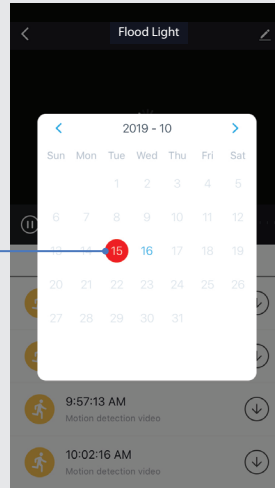 Flood Light
2019 - 10
Sun Mon Tue Wed Thu Fri Sat
1 2 3 4 5
6 7 8 9 10 11 12
13 14 15 16 17 18 19
20 21 22 23 24 25 26
27 28 29 30 31
9:57:13 AM
Motion detection video
10:02:16 AM
Motion detection video